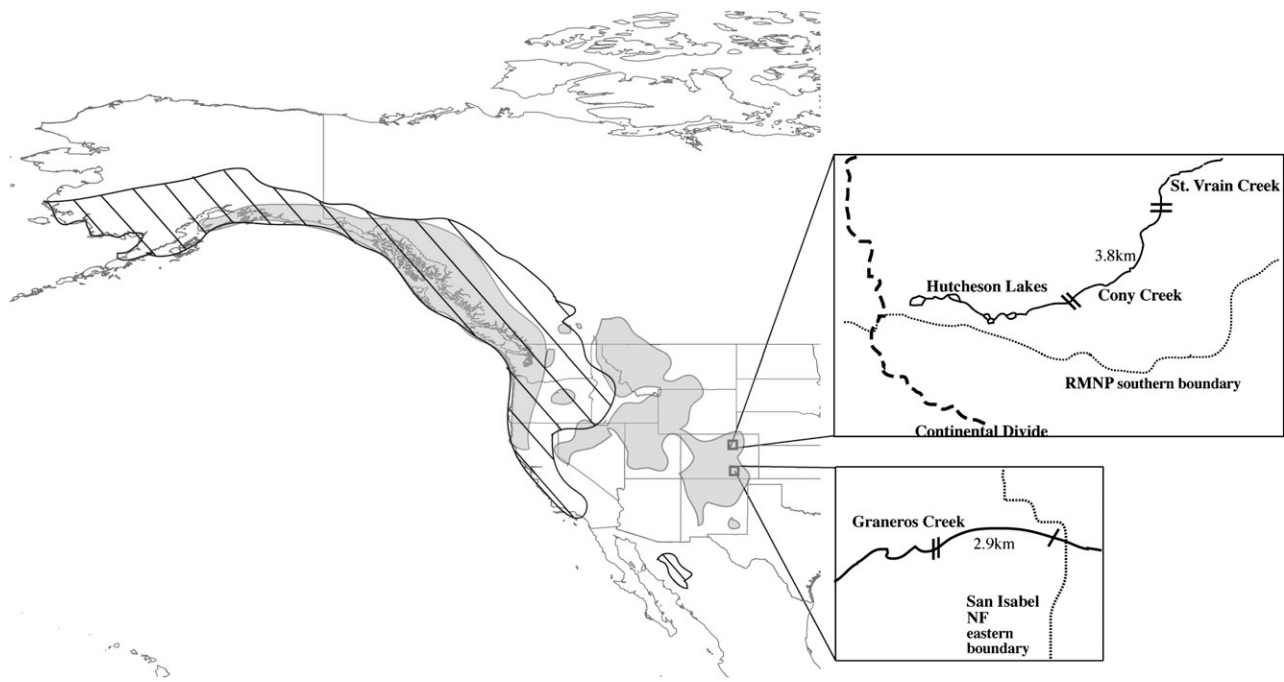 St. Vrain Creek
3.8km
Hutcheson Lakes
Cony Creek
RMNP southern boundary
Continental Divide
Graneros Creek
2.9km
San Isabel
NF
eastern
boundary